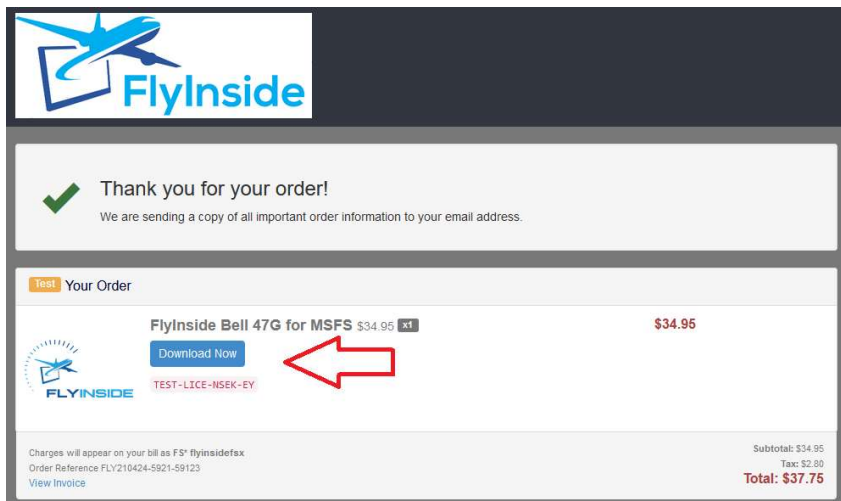 FlyInside
Thank you for your order!
We are sending a copy of all important order information to your email address.
Test Your Order
FlyInside Bell 47G for MSFS $34.95 x1
$34.95
Download Now
TEST-LICE-NSEK-EY
FLYINSIDE
Charges will appear on your bill as FS* flyinsidefsx
Order Reference FLY210424-5921-59123
View Invoice
Subtotal: $34.95
Tax: $2.80
Total: $37.75